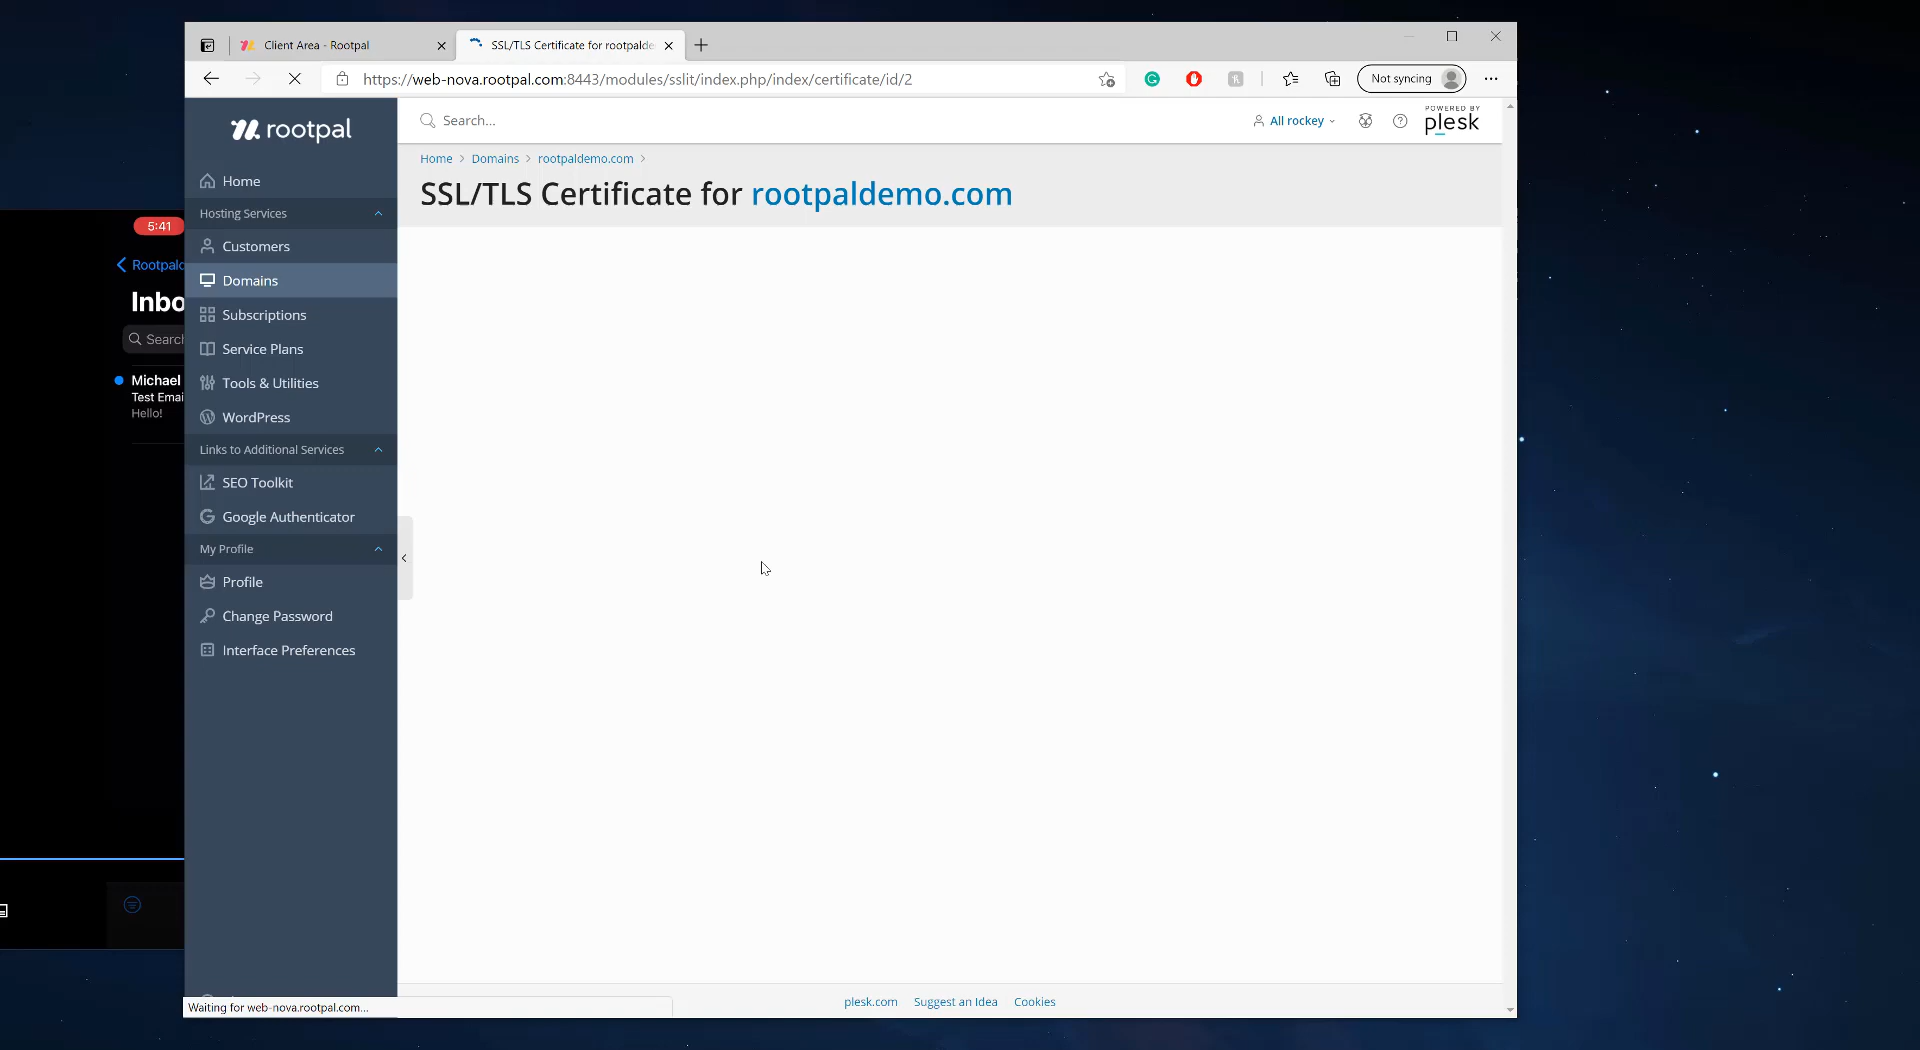 Client Area - Rootpal
SSL/TLS Certificate for rootpalde
https://web-nova.rootpal.com:8443/modules/sslit/index.php/index/certificate/id/2
Not syncing
rootpal
Search...
All rockey
POWERED BY
plesk
Home > Domains > rootpaldemo.com >
SSL/TLS Certificate for rootpaldemo.com
Home
Hosting Services
Customers
Domains
Subscriptions
Service Plans
Tools & Utilities
WordPress
Links to Additional Services
SEO Toolkit
Google Authenticator
My Profile
Profile
Change Password
Interface Preferences
5:41
Rootpal
Inbo
Search
Michael
Test Emai
Hello!
Waiting for web-nova.rootpal.com...
plesk.com Suggest an Idea Cookies